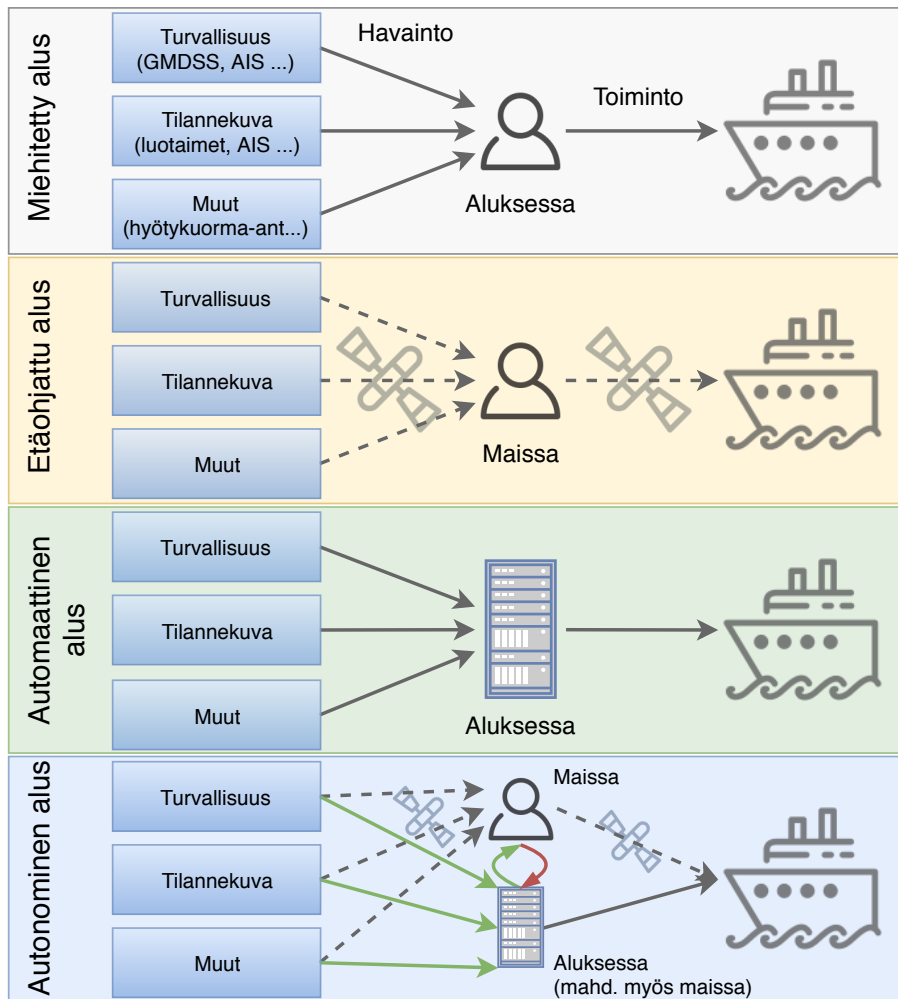 Miehitetty alus
Turvallisuus
(GMDSS, AIS ...)
Tilannekuva
(luotaimet, AIS ...)
Muut
(hyötykuorma-ant...)
Havainto
Aluksessa
Toiminto
Etäohjattu alus
Turvallisuus
Tilannekuva
Muut
Maissa
Automaattinen
alus
Turvallisuus
Tilannekuva
Muut
Aluksessa
Autonominen alus
Turvallisuus
Tilannekuva
Muut
Maissa
Aluksessa
(mahd. myös maissa)